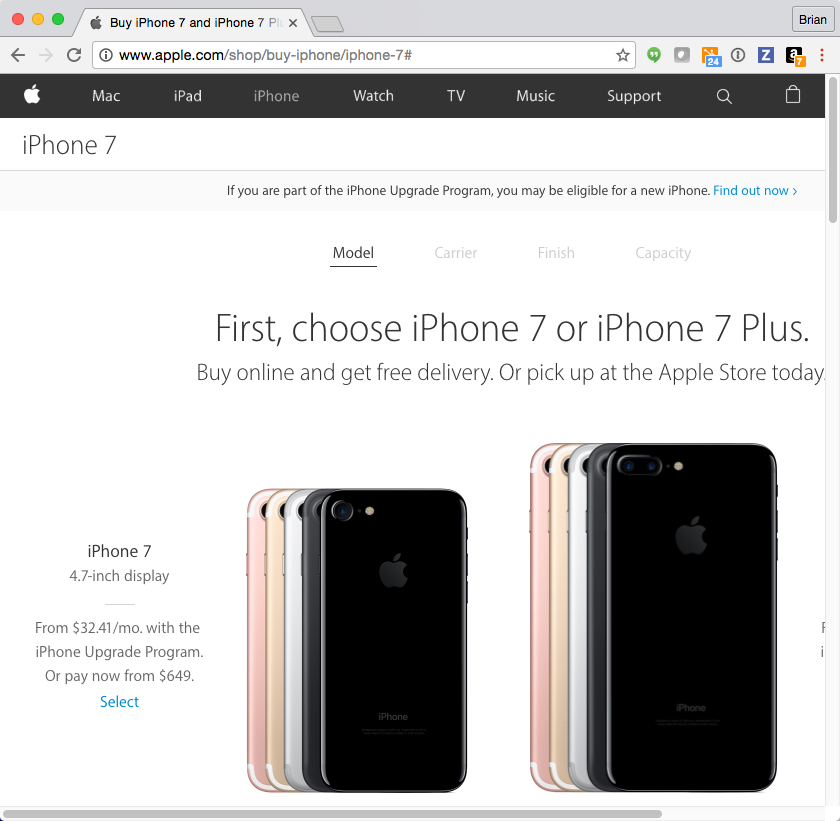 Buy iPhone 7 and iPhone 7 Pl
Brian
www.apple.com/shop/buy-iphone/iphone-7#
24
Z
a
7
Mac iPad iPhone Watch TV Music Support
iPhone 7
If you are part of the iPhone Upgrade Program, you may be eligible for a new iPhone. Find out now ›
Model Carrier Finish Capacity
First, choose iPhone 7 or iPhone 7 Plus.
Buy online and get free delivery. Or pick up at the Apple Store today.
iPhone 7
4.7-inch display
From $32.41/mo. with the
iPhone Upgrade Program.
Or pay now from $649.
Select
iPhone
iPhone